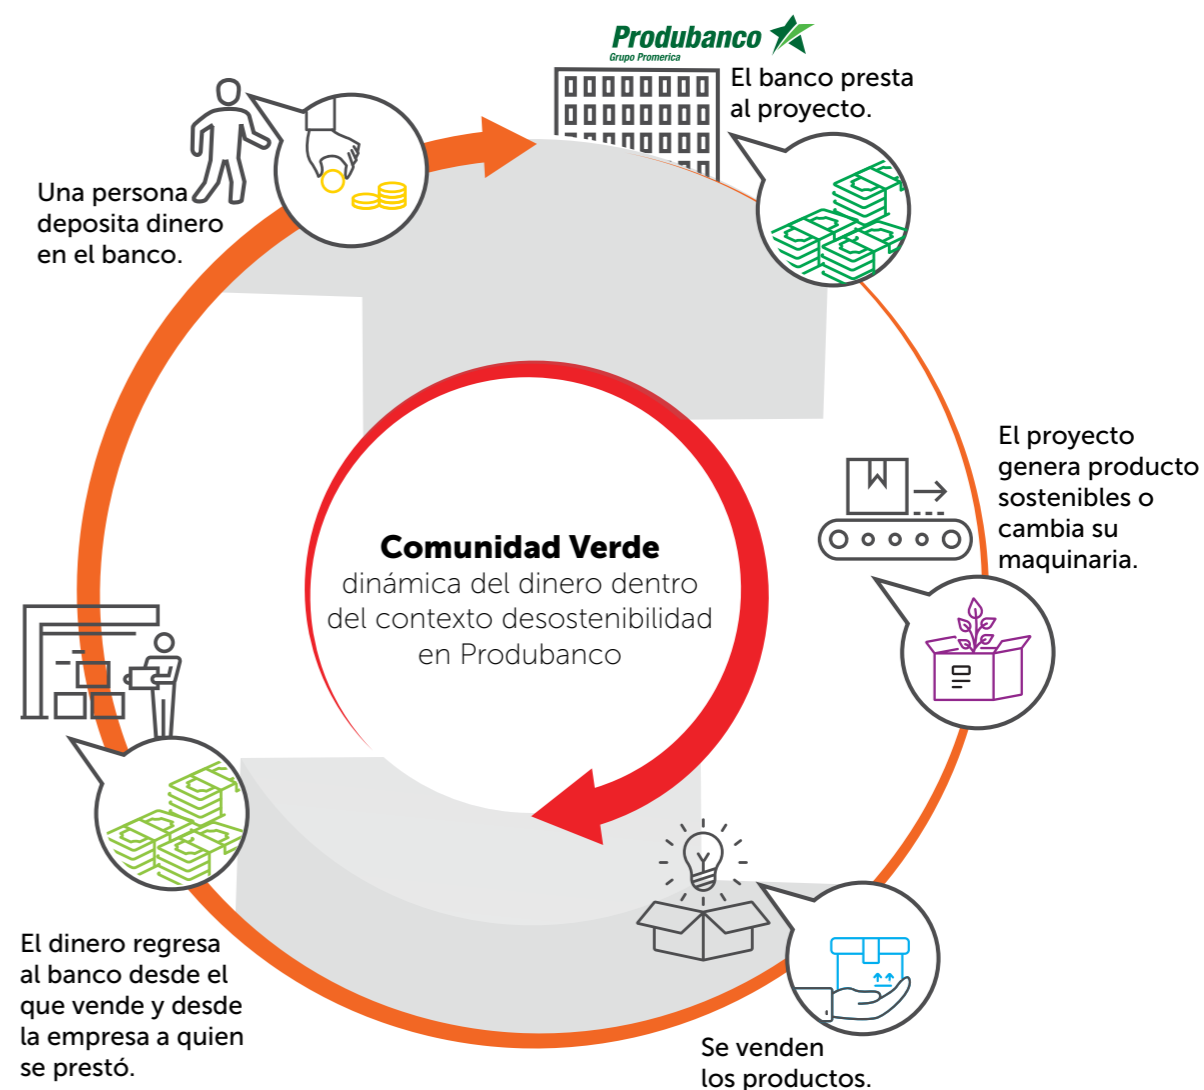 Produbanco
Grupo Promerica
El banco presta
al proyecto.
Una persona
deposita dinero
en el banco.
El proyecto
genera producto
sostenibles o
cambia su
maquinaria.
Comunidad Verde
dinámica del dinero dentro
del contexto desostenibilidad
en Produbanco
El dinero regresa
al banco desde el
que vende y desde
la empresa a quien
se prestó.
Se venden
los productos.